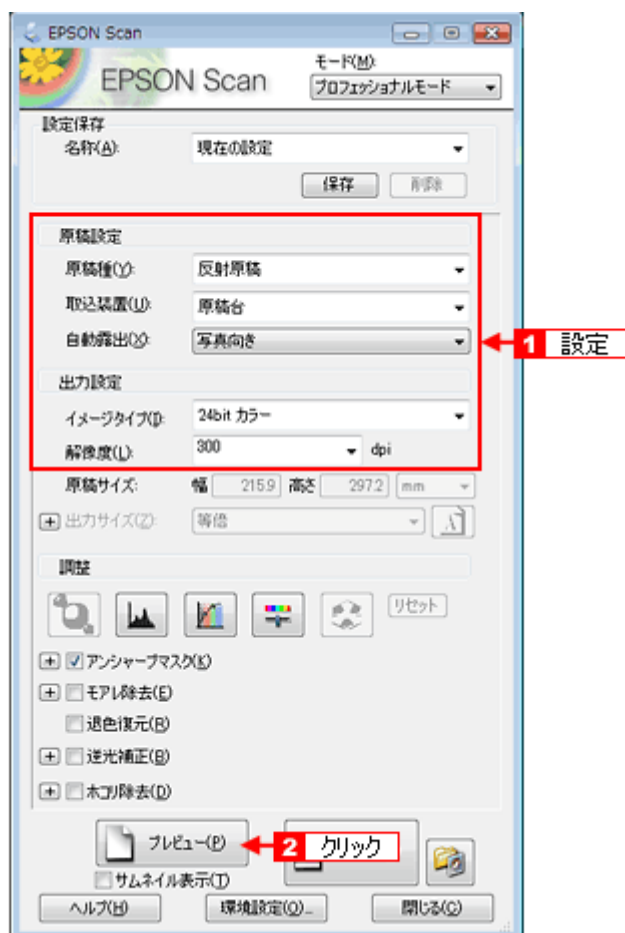 EPSON Scan
EPSON Scan
モード(M):
プロフェッショナルモード
設定保存
名称(A):
現在の設定
保存
削除
原稿設定
原稿種(Y):
反射原稿
取込装置(U):
原稿台
自動露出(X):
写真向き
1 設定
出力設定
イメージタイプ(I):
24bit カラー
解像度(L):
300
dpi
原稿サイズ:
幅 215.9 高さ 297.2 mm
出力サイズ(Z):
等倍
調整
リセット
アンシャープマスク(K)
モアレ除去(E)
退色復元(R)
逆光補正(B)
ホコリ除去(D)
プレビュー(P)
2 クリック
サムネイル表示(T)
ヘルプ(H)
環境設定(O)...
閉じる(C)